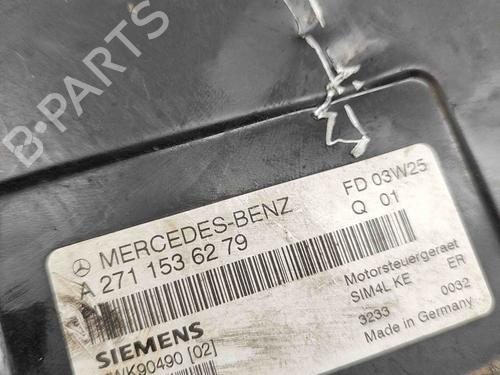 B-PARTS
MERCEDES-BENZ
FD 03W25
A 271 153 62 79
Q 01
Motorsteuergeraet
SIM4L KE ER
SIEMENS
3233 0032
WK90490 [02]
Made in Germany